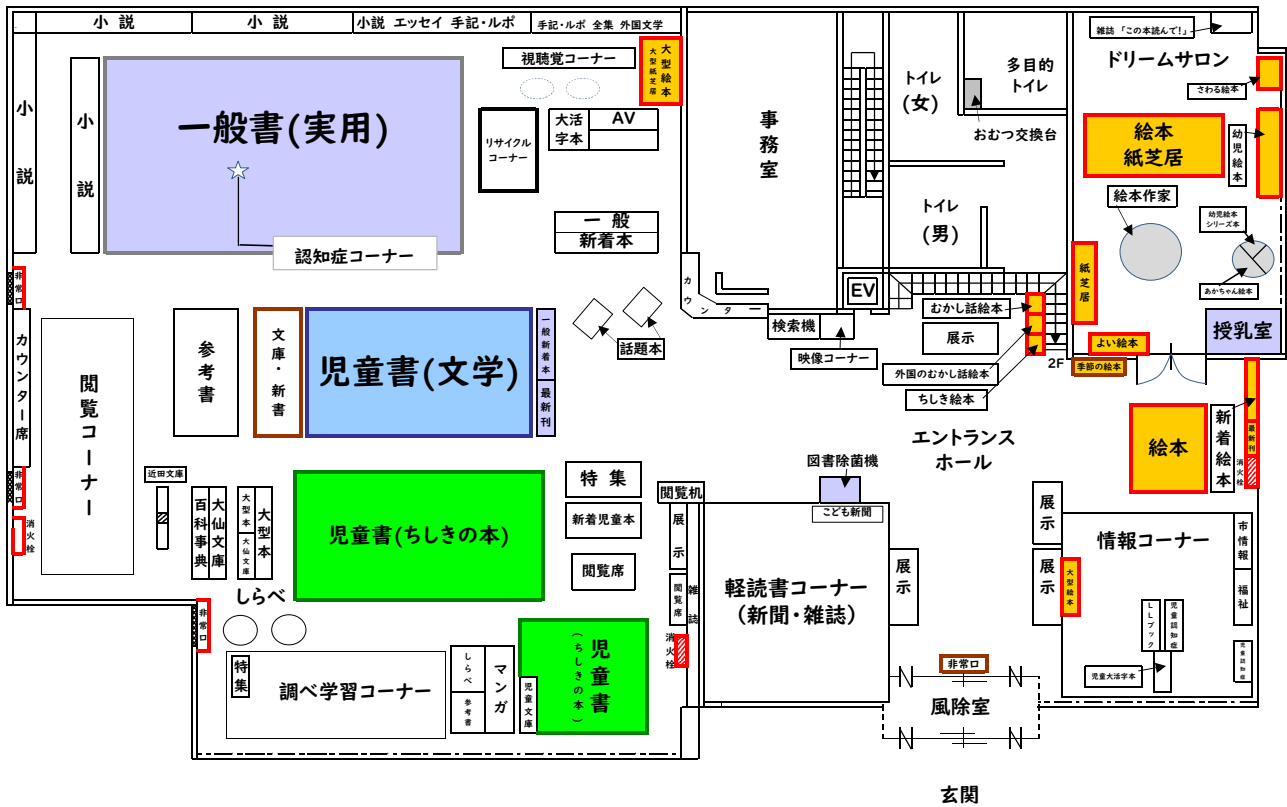 小 説
小 説
小説 エッセイ 手記・ルポ
手記・ルポ 全集 外国文学
小説
小説
一般書(実用)
認知症コーナー
視聴覚コーナー
大型絵本
大型紙芝居
リサイクル
コーナー
大活
字本
AV
一 般
新着本
事務室
カウンター
トイレ
(女)
多目的
トイレ
おむつ交換台
トイレ
(男)
EV
検索機
映像コーナー
雑誌 「この本読んで!」
ドリームサロン
さわる絵本
絵本
紙芝居
幼児絵本
絵本作家
幼児絵本
シリーズ本
あかちゃん絵本
紙芝居
授乳室
よい絵本
季節の絵本
むかし話絵本
展示
外国のむかし話絵本
ちしき絵本
2F
非常口
カウンター席
非常口
消火栓
閲覧コーナー
参考書
文庫・新書
児童書(文学)
一般新着本
最新刊
話題本
エントランス
ホール
絵本
新着絵本
最新刊
消火栓
近田文庫
百科事典
大仙文庫
大型本
大仙文庫
大型本
しらべ
児童書(ちしきの本)
特 集
新着児童本
閲覧席
閲覧机
展示
閲覧席
雑誌
消火栓
図書除菌機
こども新聞
軽読書コーナー
(新聞・雑誌)
展示
展示
展示
大型絵本
情報コーナー
市情報
福祉
児童認知症
LLブック
児童認知症
児童大活字本
非常口
特集
調べ学習コーナー
しらべ
参考書
マンガ
児童文庫
児童書
(ちしきの本)
非常口
風除室
玄関